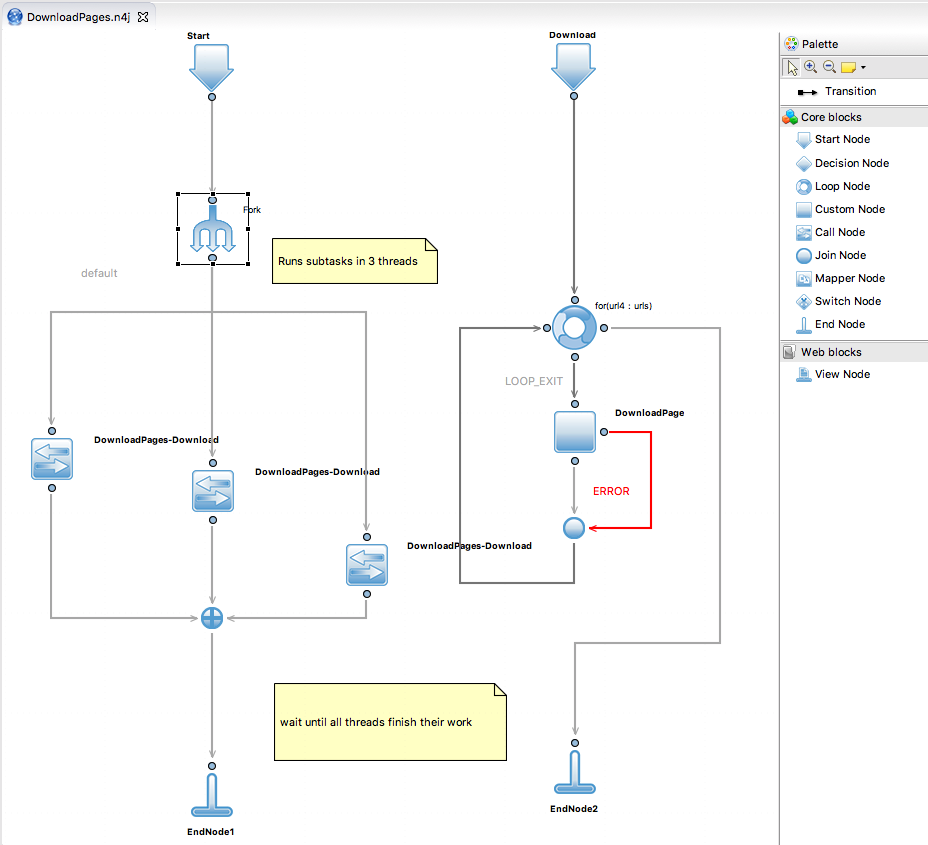 DownloadPages.n4j
Start
Download
Fork
Runs subtasks in 3 threads
default
for(url4 : urls)
LOOP_EXIT
DownloadPage
DownloadPages-Download
DownloadPages-Download
ERROR
DownloadPages-Download
wait until all threads finish their work
EndNode1
EndNode2
Palette
Transition
Core blocks
Start Node
Decision Node
Loop Node
Custom Node
Call Node
Join Node
Mapper Node
Switch Node
End Node
Web blocks
View Node